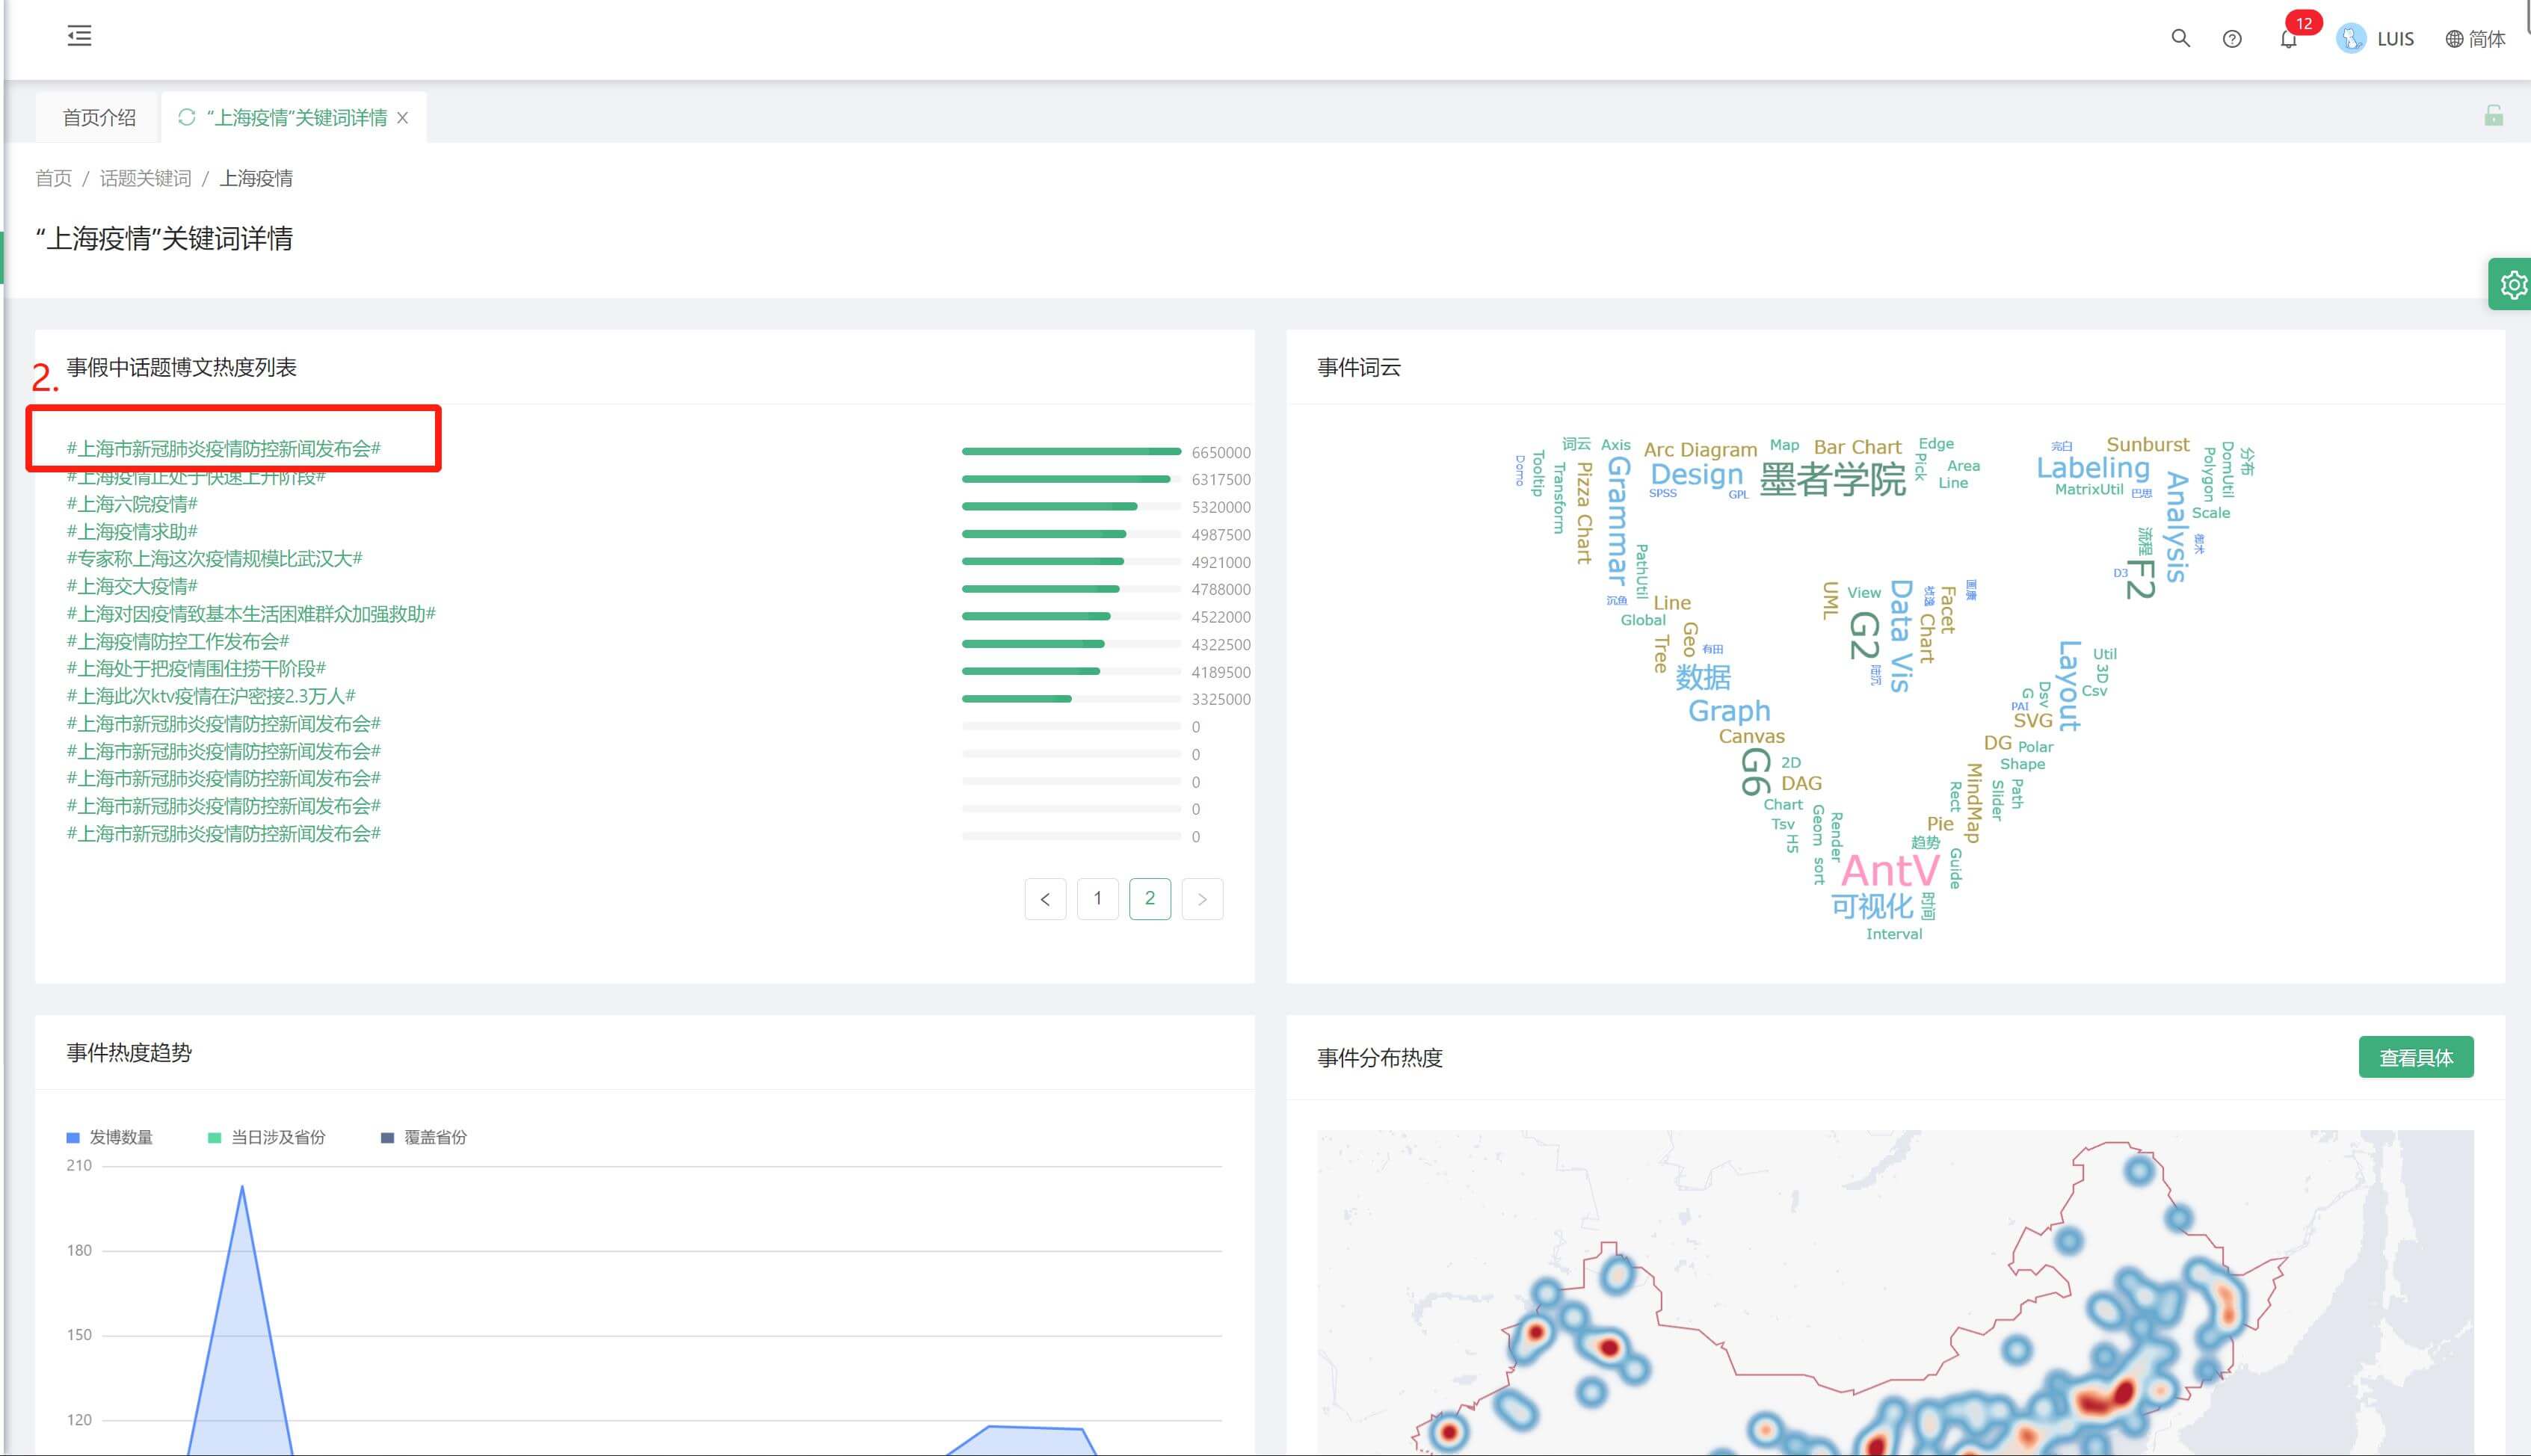 12
LUIS
简体
首页介绍
“上海疫情”关键词详情
首页 / 话题关键词 / 上海疫情
“上海疫情”关键词详情
2.
事假中话题博文热度列表
#上海市新冠肺炎疫情防控新闻发布会# 6650000
#上海疫情正处于快速上升阶段# 6317500
#上海六院疫情# 5320000
#上海疫情求助# 4987500
#专家称上海这次疫情规模比武汉大# 4921000
#上海交大疫情# 4788000
#上海对因疫情致基本生活困难群众加强救助# 4522000
#上海疫情防控工作发布会# 4322500
#上海处于把疫情围住捞干阶段# 4189500
#上海此次ktv疫情在沪密接2.3万人# 3325000
#上海市新冠肺炎疫情防控新闻发布会# 0
#上海市新冠肺炎疫情防控新闻发布会# 0
#上海市新冠肺炎疫情防控新闻发布会# 0
#上海市新冠肺炎疫情防控新闻发布会# 0
#上海市新冠肺炎疫情防控新闻发布会# 0
< 1 2 >
事件词云
词云
Axis
Arc Diagram
Map
Bar Chart
Edge
Domo
Tooltip
Transform
Pizza Chart
Grammar
Design
SPSS
GPL
墨者学院
Pick
Area
Line
完白
Sunburst
Labeling
MatrixUtil
巴思
Analysis
Polygon
DomUtil
分布
Scale
流程
御术
D3
F2
PathUtil
沉鱼
Line
Global
Tree
Geo
有田
数据
UML
View
G2
Data Vis
Chart
Facet
Graph
Canvas
G6
2D
DAG
Chart
Tsv
H5
Geom
Render
sort
Layout
Util
3D
Csv
Dsv
G
PAI
SVG
DG
Polar
Shape
MindMap
Rect
Slider
Path
Pie
趋势
Guide
AntV
可视化
时间
Interval
事件热度趋势
发博数量 当日涉及省份 覆盖省份
210
180
150
120
事件分布热度
查看具体